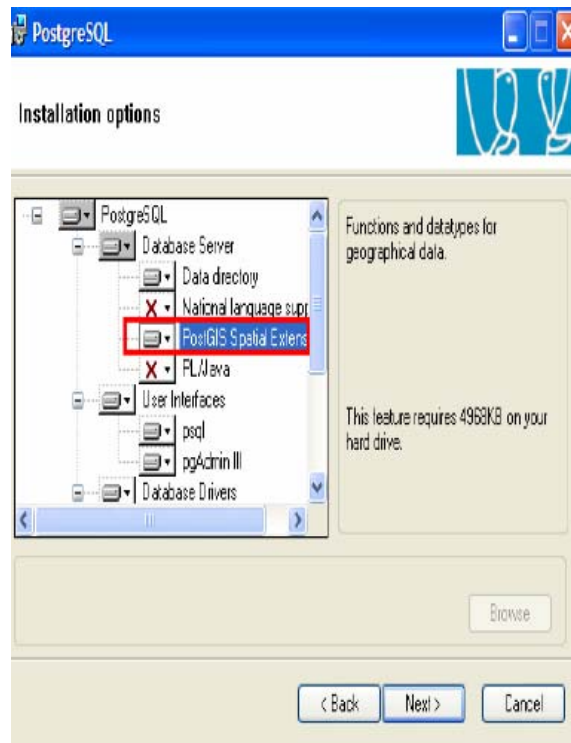 PostgreSQL
Installation options
PostgreSQL
Database Server
Data directory
National language supp
PostGIS Spatial Extens
PL/Java
User Interfaces
psql
pgAdmin III
Database Drivers
Functions and datatypes for
geographical data.
This feature requires 4968KB on your
hard drive.
Browse
< Back
Next >
Cancel